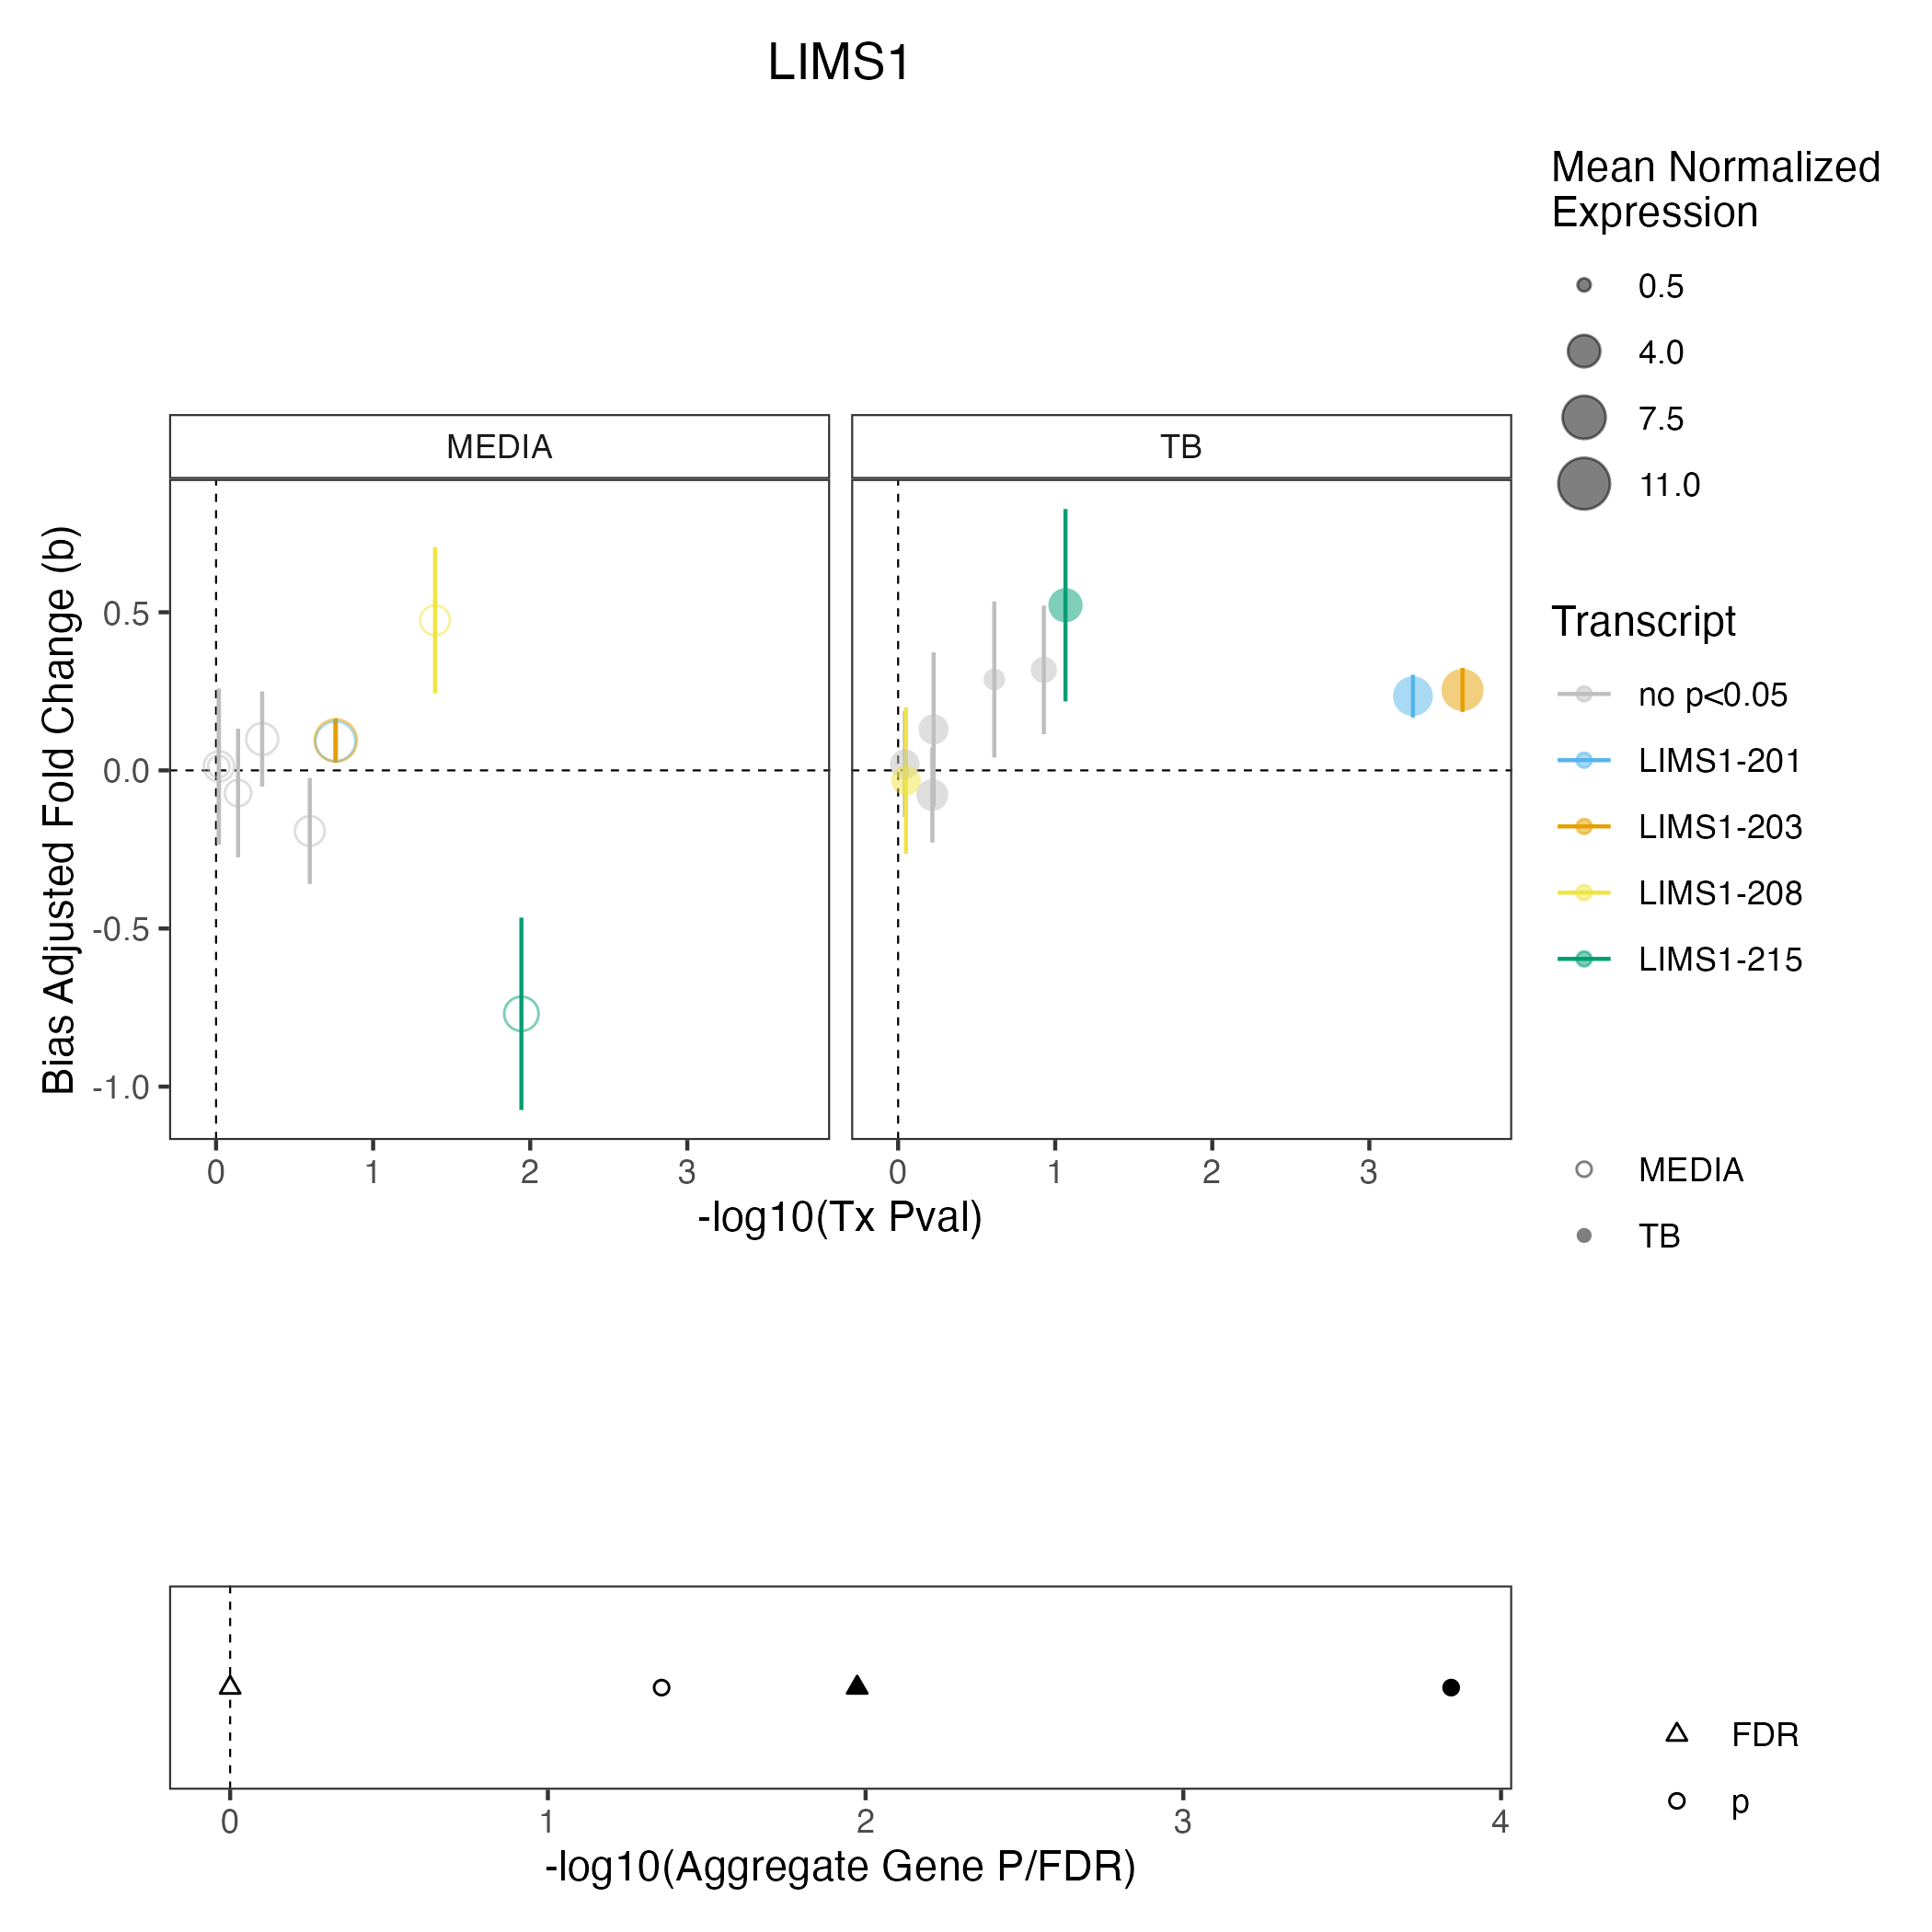 LIMS1
Mean Normalized
Expression
0.5
4.0
7.5
11.0
MEDIA
TB
Bias Adjusted Fold Change (b)
0.5
0.0
-0.5
-1.0
0 1 2 3
0 1 2 3
-log10(Tx Pval)
Transcript
no p<0.05
LIMS1-201
LIMS1-203
LIMS1-208
LIMS1-215
MEDIA
TB
0 1 2 3 4
-log10(Aggregate Gene P/FDR)
FDR
p